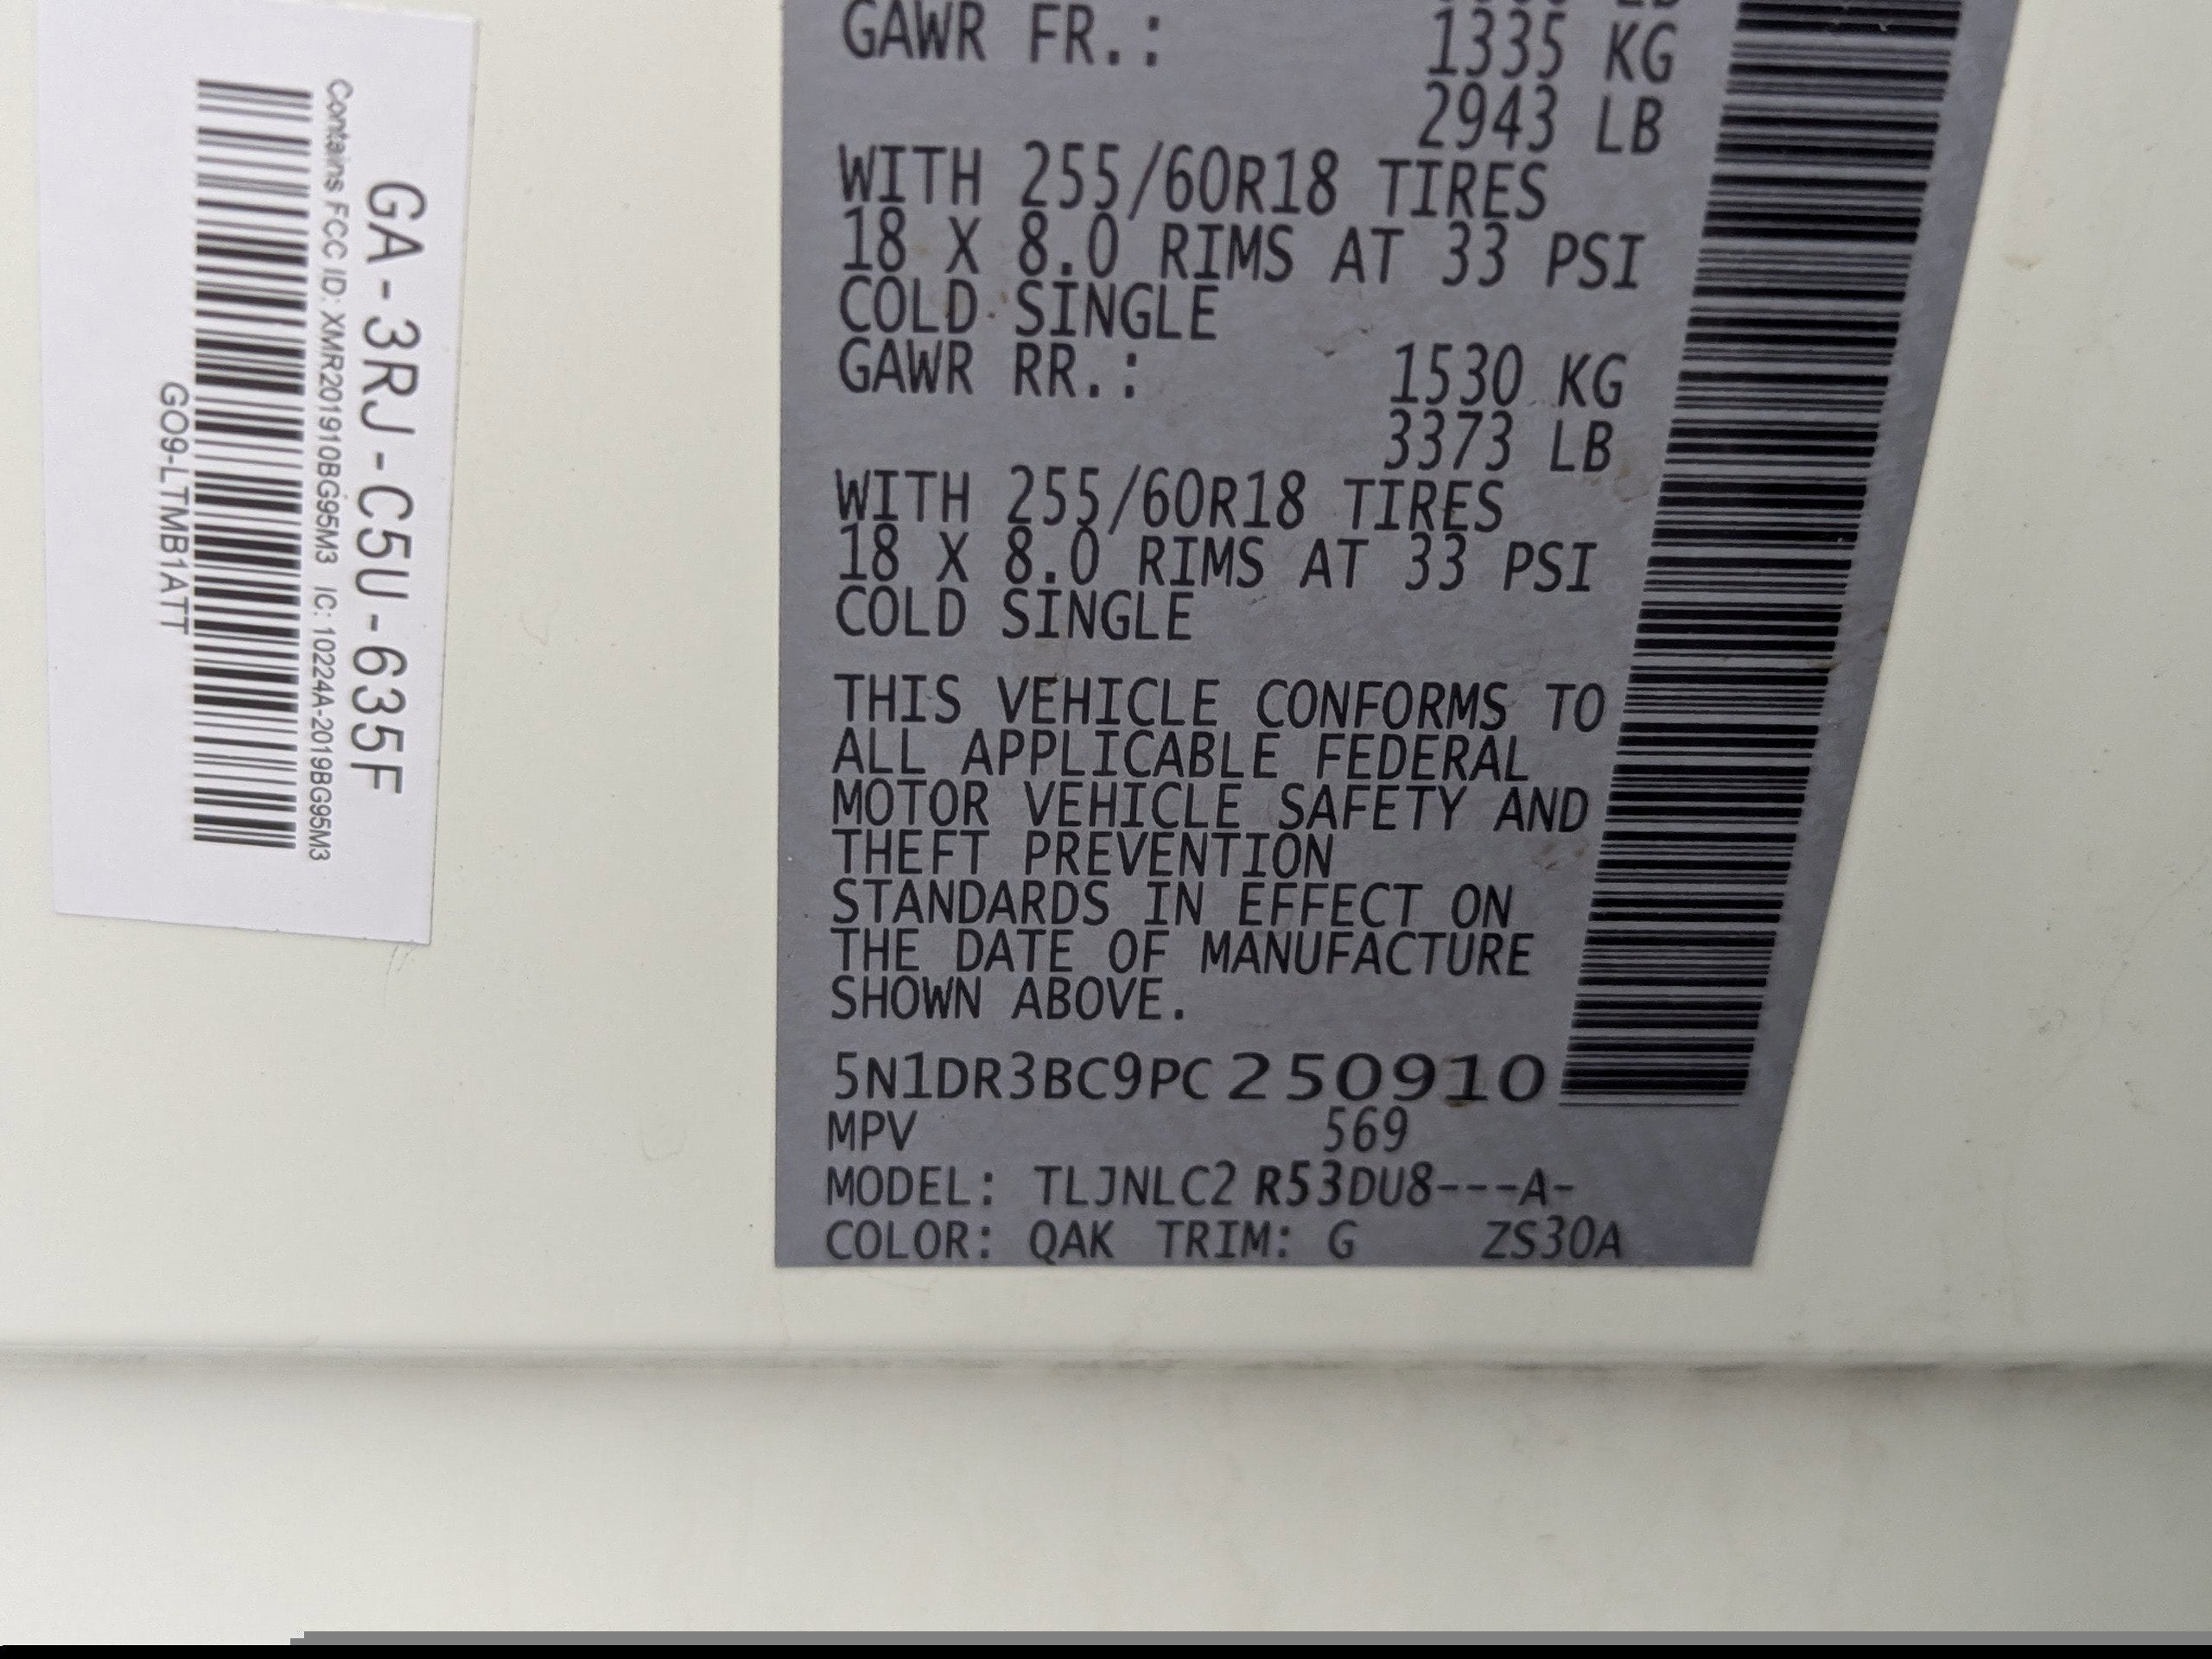 GA-3RJ-C5U-635F
Contains FCC ID: XMR201910BG95M3 IC: 10224A-2019BG95M3
GO9-LTMB1ATT
GAWR FR.: 1335 KG
2943 LB
WITH 255/60R18 TIRES
18 X 8.0 RIMS AT 33 PSI
COLD SINGLE
GAWR RR.: 1530 KG
3373 LB
WITH 255/60R18 TIRES
18 X 8.0 RIMS AT 33 PSI
COLD SINGLE
THIS VEHICLE CONFORMS TO
ALL APPLICABLE FEDERAL
MOTOR VEHICLE SAFETY AND
THEFT PREVENTION
STANDARDS IN EFFECT ON
THE DATE OF MANUFACTURE
SHOWN ABOVE.
5N1DR3BC9PC250910
MPV 569
MODEL: TLJNLC2 R53DU8---A-
COLOR: QAK TRIM: G ZS30A